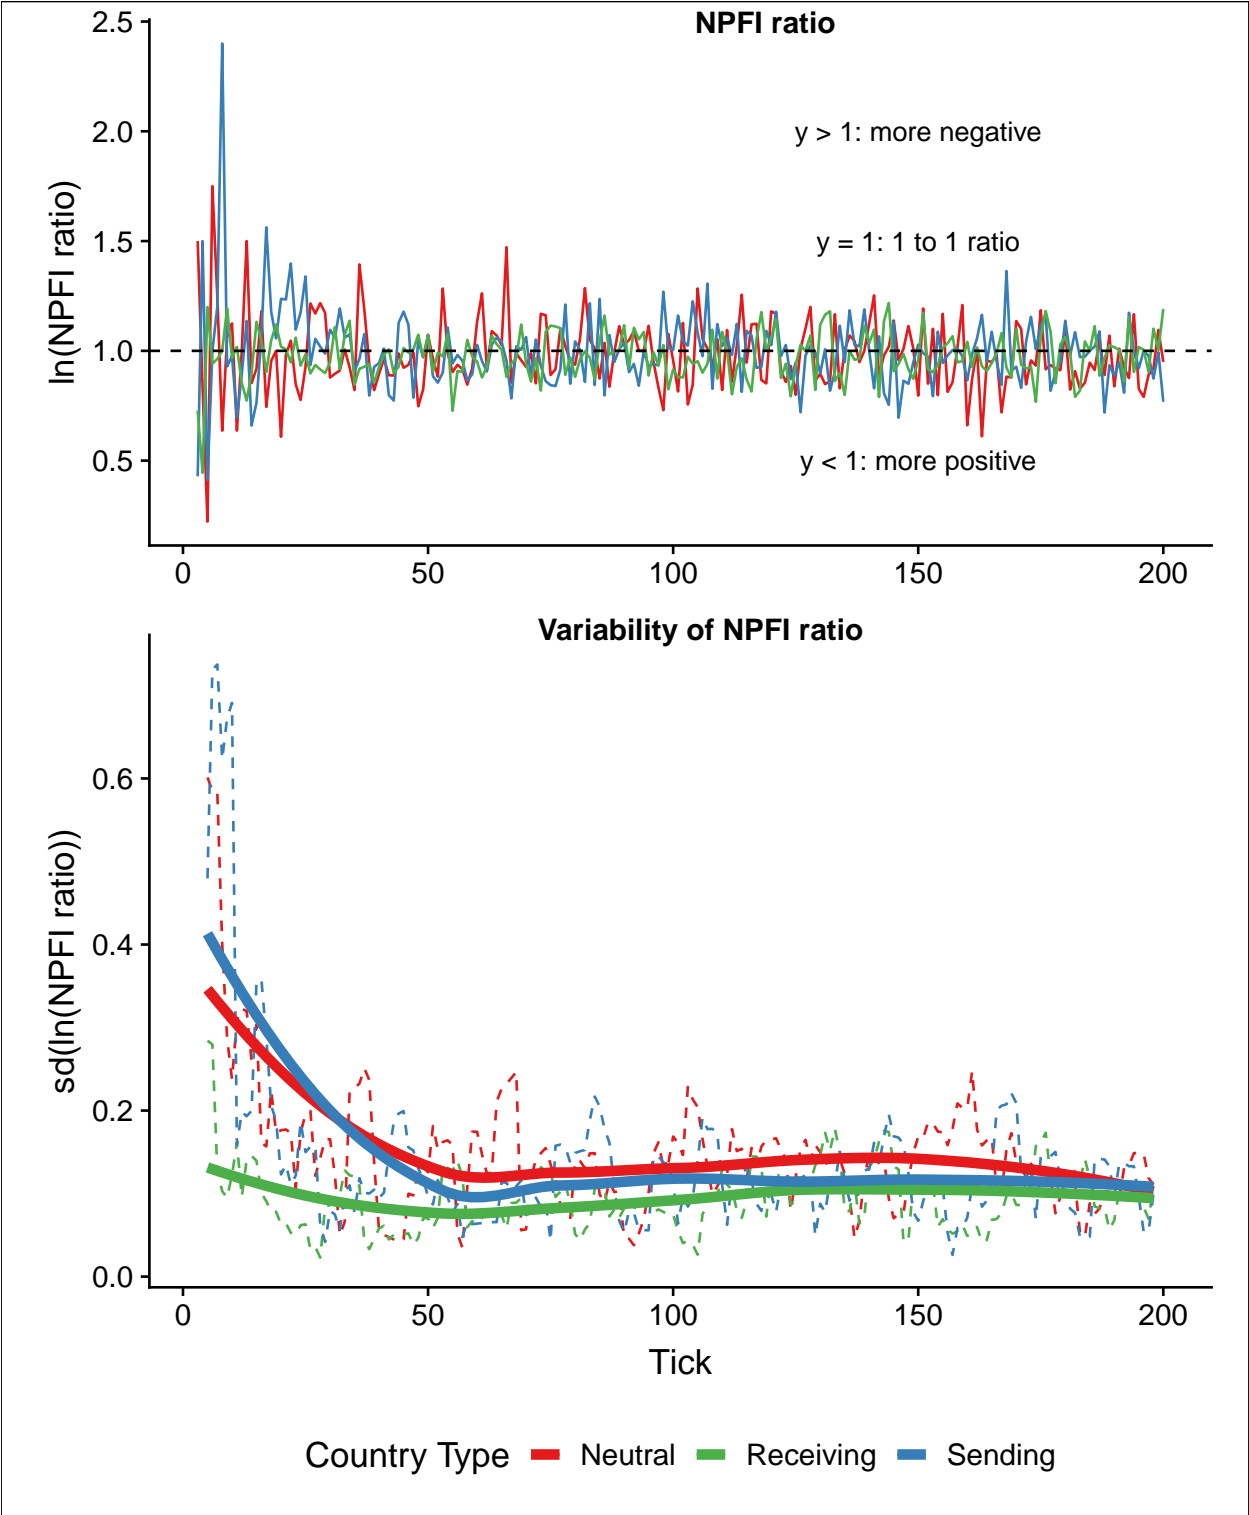 NPFI ratio
2.5
2.0
1.5
1.0
0.5
ln(NPFI ratio)
y > 1: more negative
y = 1: 1 to 1 ratio
y < 1: more positive
0 50 100 150 200
Variability of NPFI ratio
0.6
0.4
0.2
0.0
sd(ln(NPFI ratio))
0 50 100 150 200
Tick
Country Type Neutral Receiving Sending